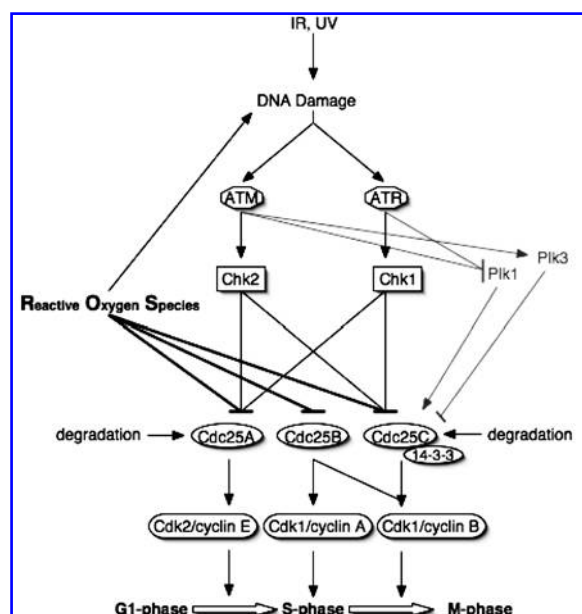 IR, UV
DNA Damage
ATM
ATR
Plk3
Plk1
Chk2
Chk1
Reactive Oxygen Species
degradation
Cdc25A
Cdc25B
Cdc25C
degradation
14-3-3
Cdk2/cyclin E
Cdk1/cyclin A
Cdk1/cyclin B
G1-phase
S-phase
M-phase